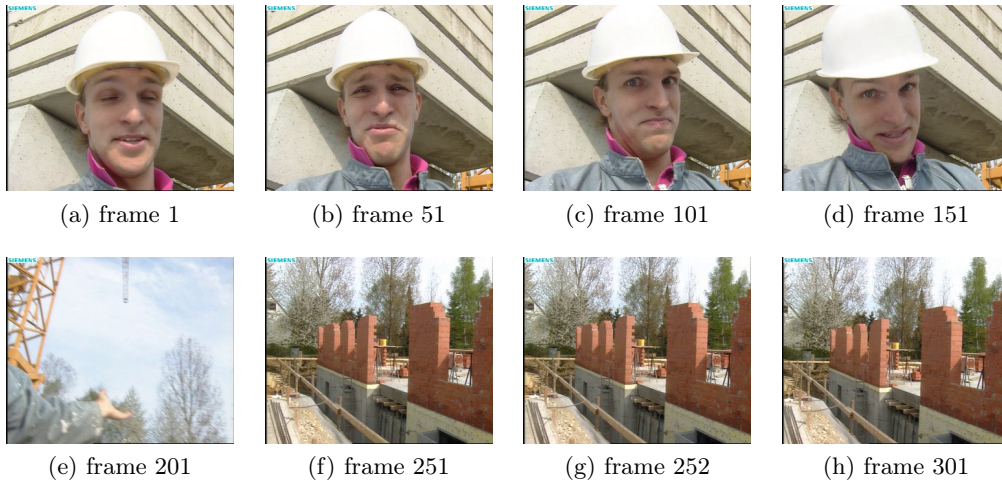 SIEMENS
SIEMENS
SIEMENS
SIEMENS
(a) frame 1
(b) frame 51
(c) frame 101
(d) frame 151
SIEMENS
SIEMENS
SIEMENS
SIEMENS
(e) frame 201
(f) frame 251
(g) frame 252
(h) frame 301